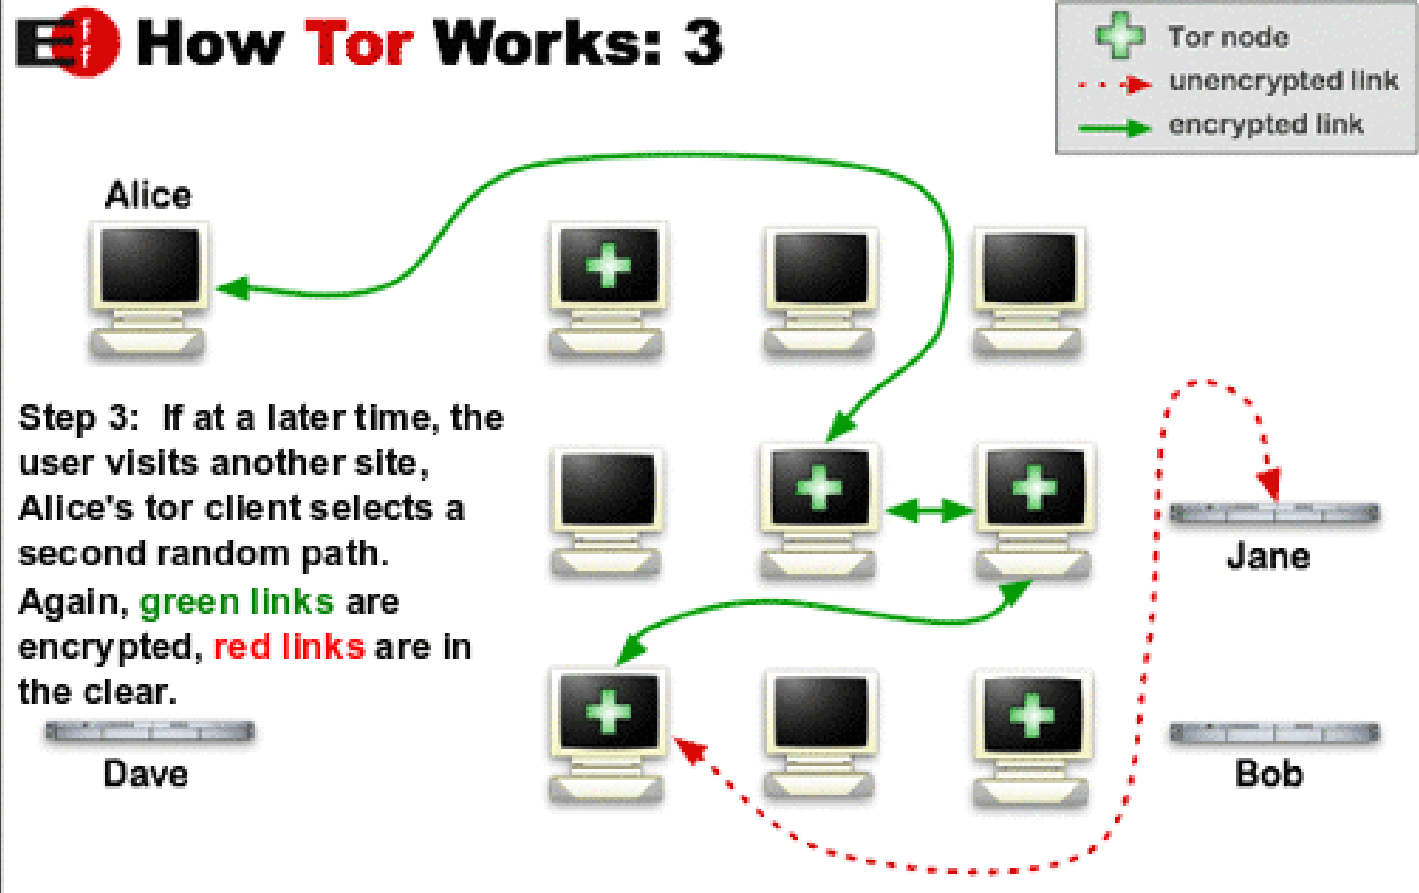 Eff How Tor Works: 3
Tor node
unencrypted link
encrypted link
Alice
Step 3: If at a later time, the
user visits another site,
Alice's tor client selects a
second random path.
Again, green links are
encrypted, red links are in
the clear.
Jane
Dave
Bob